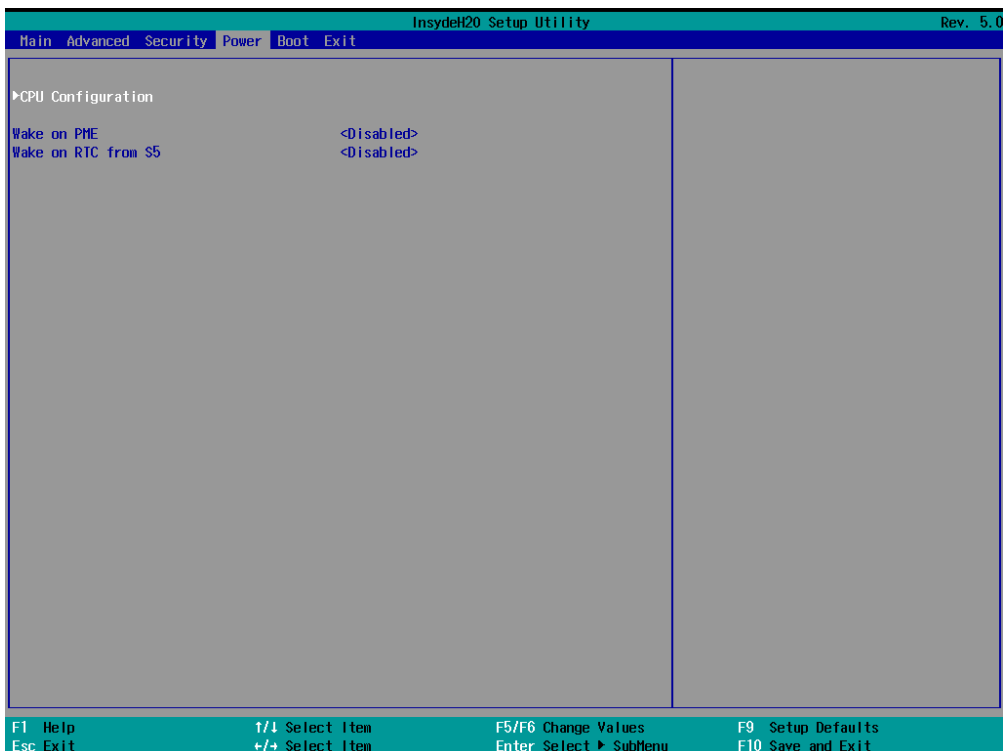 InsydeH20 Setup Utility Rev. 5.0
Main Advanced Security Power Boot Exit
▶CPU Configuration
Wake on PME <Disabled>
Wake on RTC from S5 <Disabled>
F1 Help ↑/↓ Select Item F5/F6 Change Values F9 Setup Defaults
Esc Exit ←/→ Select Item Enter Select ▶ SubMenu F10 Save and Exit